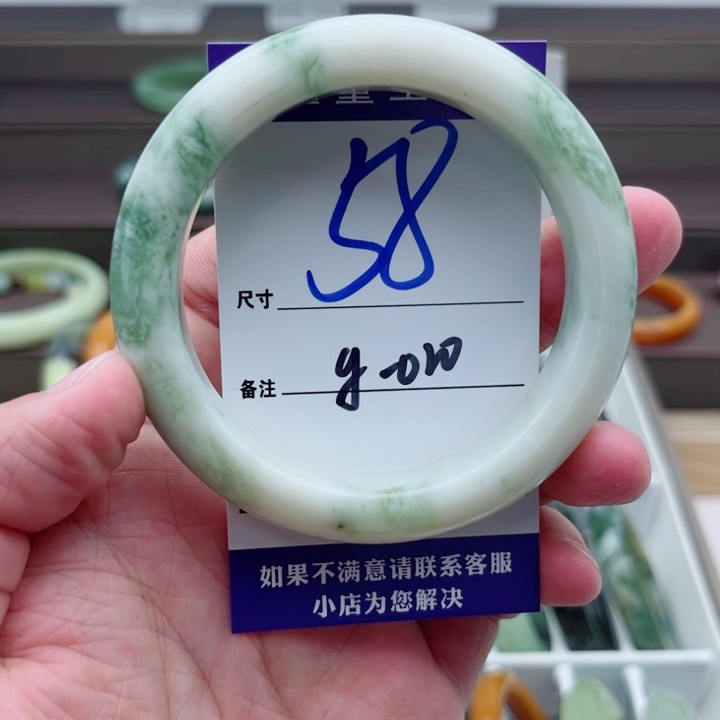 58
尺寸
备注 y-010
如果不满意请联系客服
小店为您解决